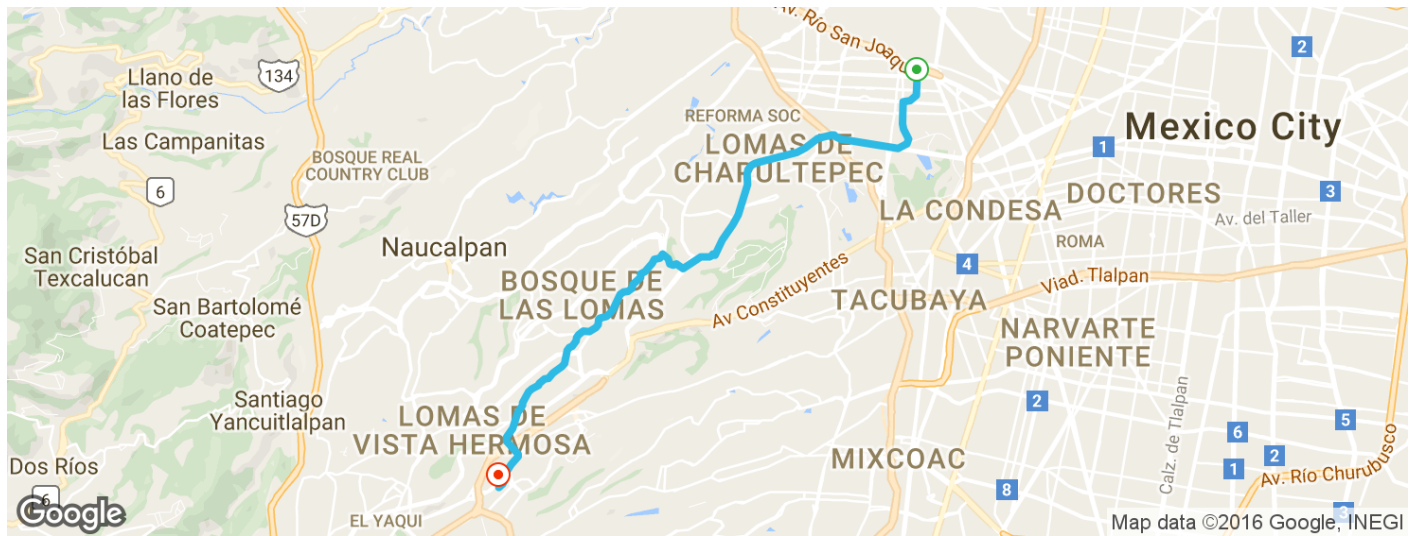 Av. Río San Joaqu
2
134
Llano de
las Flores
REFORMA SOC
Mexico City
Las Campanitas
LOMAS DE
CHAPULTEPEC
1
BOSQUE REAL
COUNTRY CLUB
6
3
DOCTORES
57D
LA CONDESA
Av. del Taller
Naucalpan
ROMA
San Cristóbal
Texcalucan
4
BOSQUE DE
LAS LOMAS
Av Constituyentes
Viad. Tlalpan
TACUBAYA
San Bartolomé
Coatepec
NARVARTE
PONIENTE
Santiago
Yancuitlalpan
Calz. de Tlalpan
2
LOMAS DE
VISTA HERMOSA
5
6
Dos Ríos
MIXCOAC
1
2
Av. Río Churubusco
8
6
3
Google
EL YAQUI
Map data ©2016 Google, INEGI